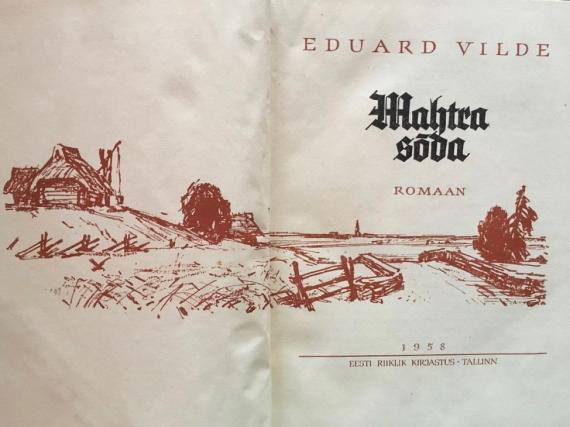 EDUARD VILDE
Mahtra
sõda
ROMAAN
1958
EESTI RIIKLIK KIRJASTUS · TALLINN